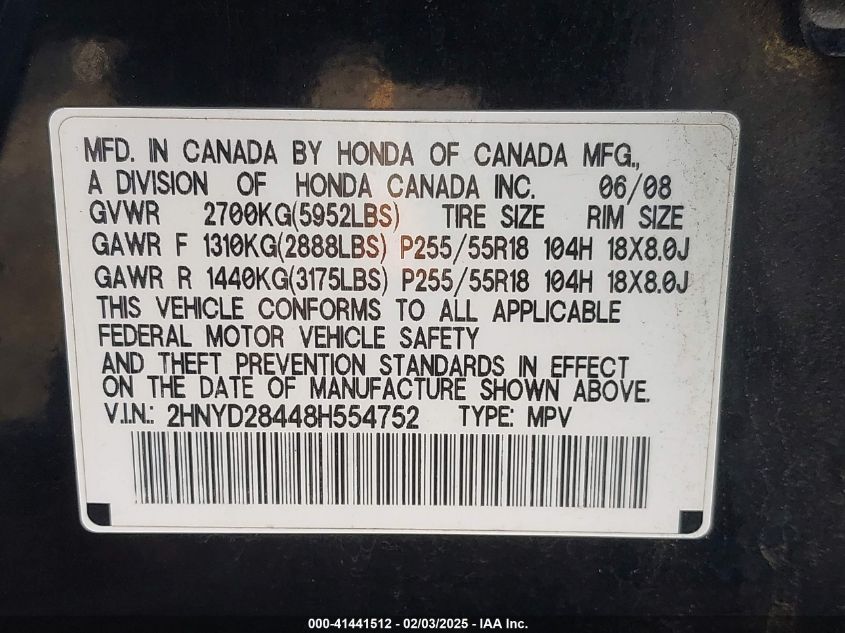 MFD. IN CANADA BY HONDA OF CANADA MFG.,
A DIVISION OF HONDA CANADA INC. 06/08
GVWR 2700KG(5952LBS) TIRE SIZE RIM SIZE
GAWR F 1310KG(2888LBS) P255/55R18 104H 18X8.0J
GAWR R 1440KG(3175LBS) P255/55R18 104H 18X8.0J
THIS VEHICLE CONFORMS TO ALL APPLICABLE
FEDERAL MOTOR VEHICLE SAFETY
AND THEFT PREVENTION STANDARDS IN EFFECT
ON THE DATE OF MANUFACTURE SHOWN ABOVE.
V.I.N.: 2HNYD28448H554752 TYPE: MPV
000-41441512 - 02/03/2025 - IAA Inc.